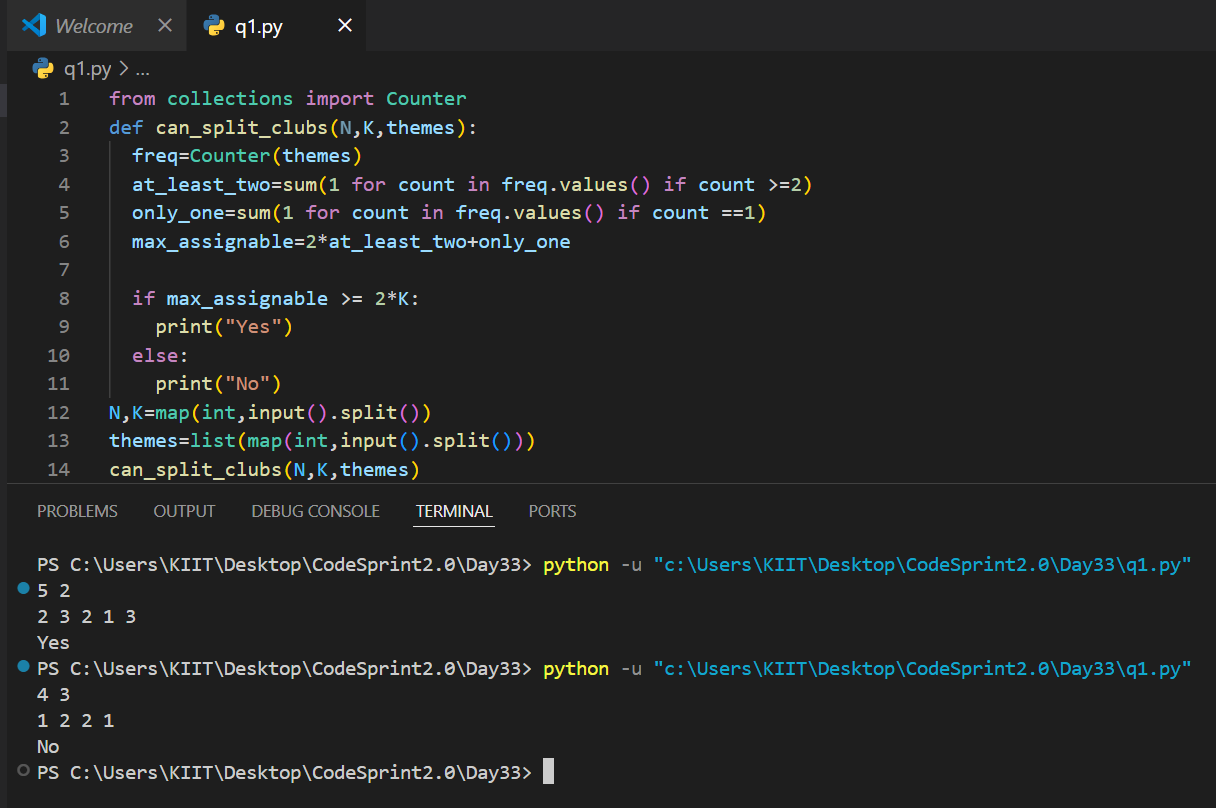 Welcome
q1.py
q1.py > ...
1 from collections import Counter
2 def can_split_clubs(N,K,themes):
3   freq=Counter(themes)
4   at_least_two=sum(1 for count in freq.values() if count >=2)
5   only_one=sum(1 for count in freq.values() if count ==1)
6   max_assignable=2*at_least_two+only_one
7
8   if max_assignable >= 2*K:
9     print("Yes")
10   else:
11     print("No")
12 N,K=map(int,input().split())
13 themes=list(map(int,input().split()))
14 can_split_clubs(N,K,themes)
PROBLEMS OUTPUT DEBUG CONSOLE TERMINAL PORTS
PS C:\Users\KIIT\Desktop\CodeSprint2.0\Day33> python -u "c:\Users\KIIT\Desktop\CodeSprint2.0\Day33\q1.py"
5 2
2 3 2 1 3
Yes
PS C:\Users\KIIT\Desktop\CodeSprint2.0\Day33> python -u "c:\Users\KIIT\Desktop\CodeSprint2.0\Day33\q1.py"
4 3
1 2 2 1
No
PS C:\Users\KIIT\Desktop\CodeSprint2.0\Day33>